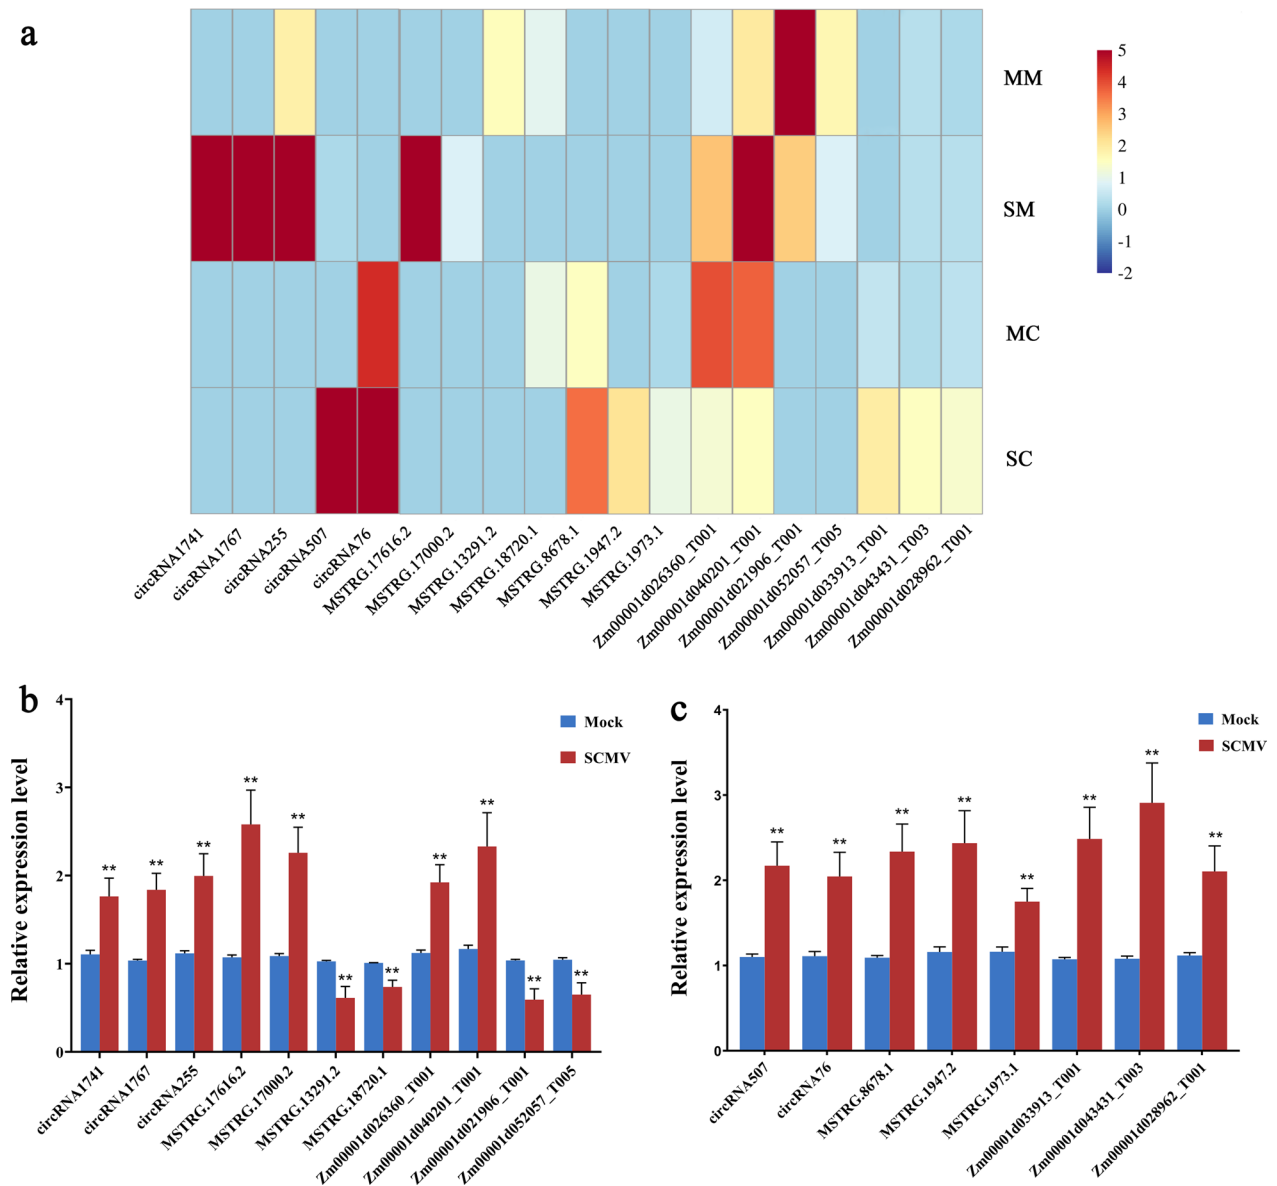 a
MM
SM
MC
SC
5
4
3
2
1
0
-1
-2
circRNA1741
circRNA1767
circRNA255
circRNA507
circRNA76
MSTRG.17616.2
MSTRG.17000.2
MSTRG.13291.2
MSTRG.18720.1
MSTRG.8678.1
MSTRG.1947.2
MSTRG.1973.1
Zm00001d026360_T001
Zm00001d040201_T001
Zm00001d021906_T001
Zm00001d052057_T005
Zm00001d033913_T001
Zm00001d043431_T003
Zm00001d028962_T001
b
Relative expression level
4
3
2
1
0
Mock
SCMV
**
**
**
**
**
**
**
**
**
**
**
circRNA1741
circRNA1767
circRNA255
MSTRG.17616.2
MSTRG.17000.2
MSTRG.13291.2
MSTRG.18720.1
Zm00001d026360_T001
Zm00001d040201_T001
Zm00001d021906_T001
Zm00001d052057_T005
c
Relative expression level
4
3
2
1
0
Mock
SCMV
**
**
**
**
**
**
**
**
circRNA507
circRNA76
MSTRG.8678.1
MSTRG.1947.2
MSTRG.1973.1
Zm00001d033913_T001
Zm00001d043431_T003
Zm00001d028962_T001